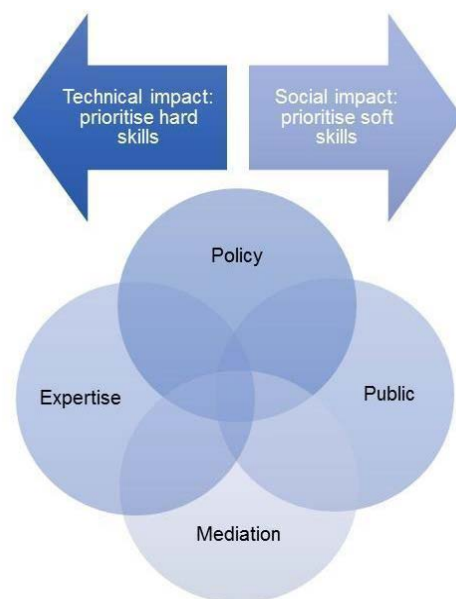 Technical impact:
prioritise hard
skills
Social impact:
prioritise soft
skills
Policy
Expertise
Public
Mediation